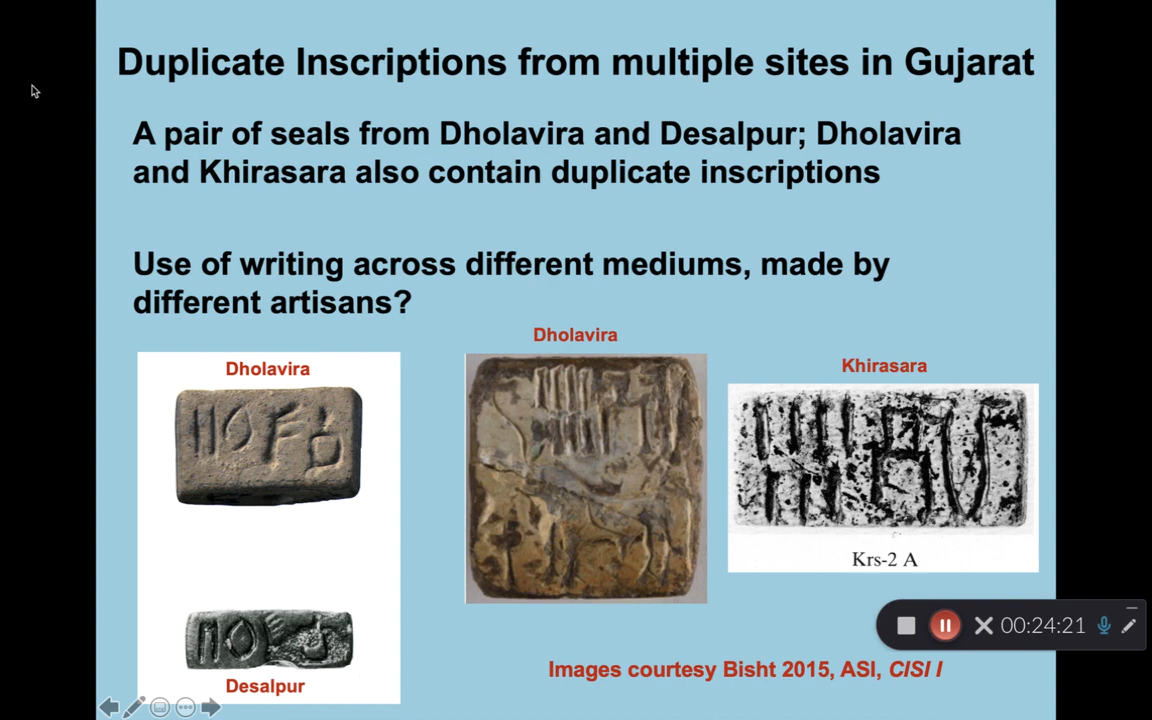 Duplicate Inscriptions from multiple sites in Gujarat
A pair of seals from Dholavira and Desalpur; Dholavira
and Khirasara also contain duplicate inscriptions
Use of writing across different mediums, made by
different artisans?
Dholavira
Dholavira
Khirasara
Krs-2 A
Desalpur
00:24:21
Images courtesy Bisht 2015, ASI, CISI I